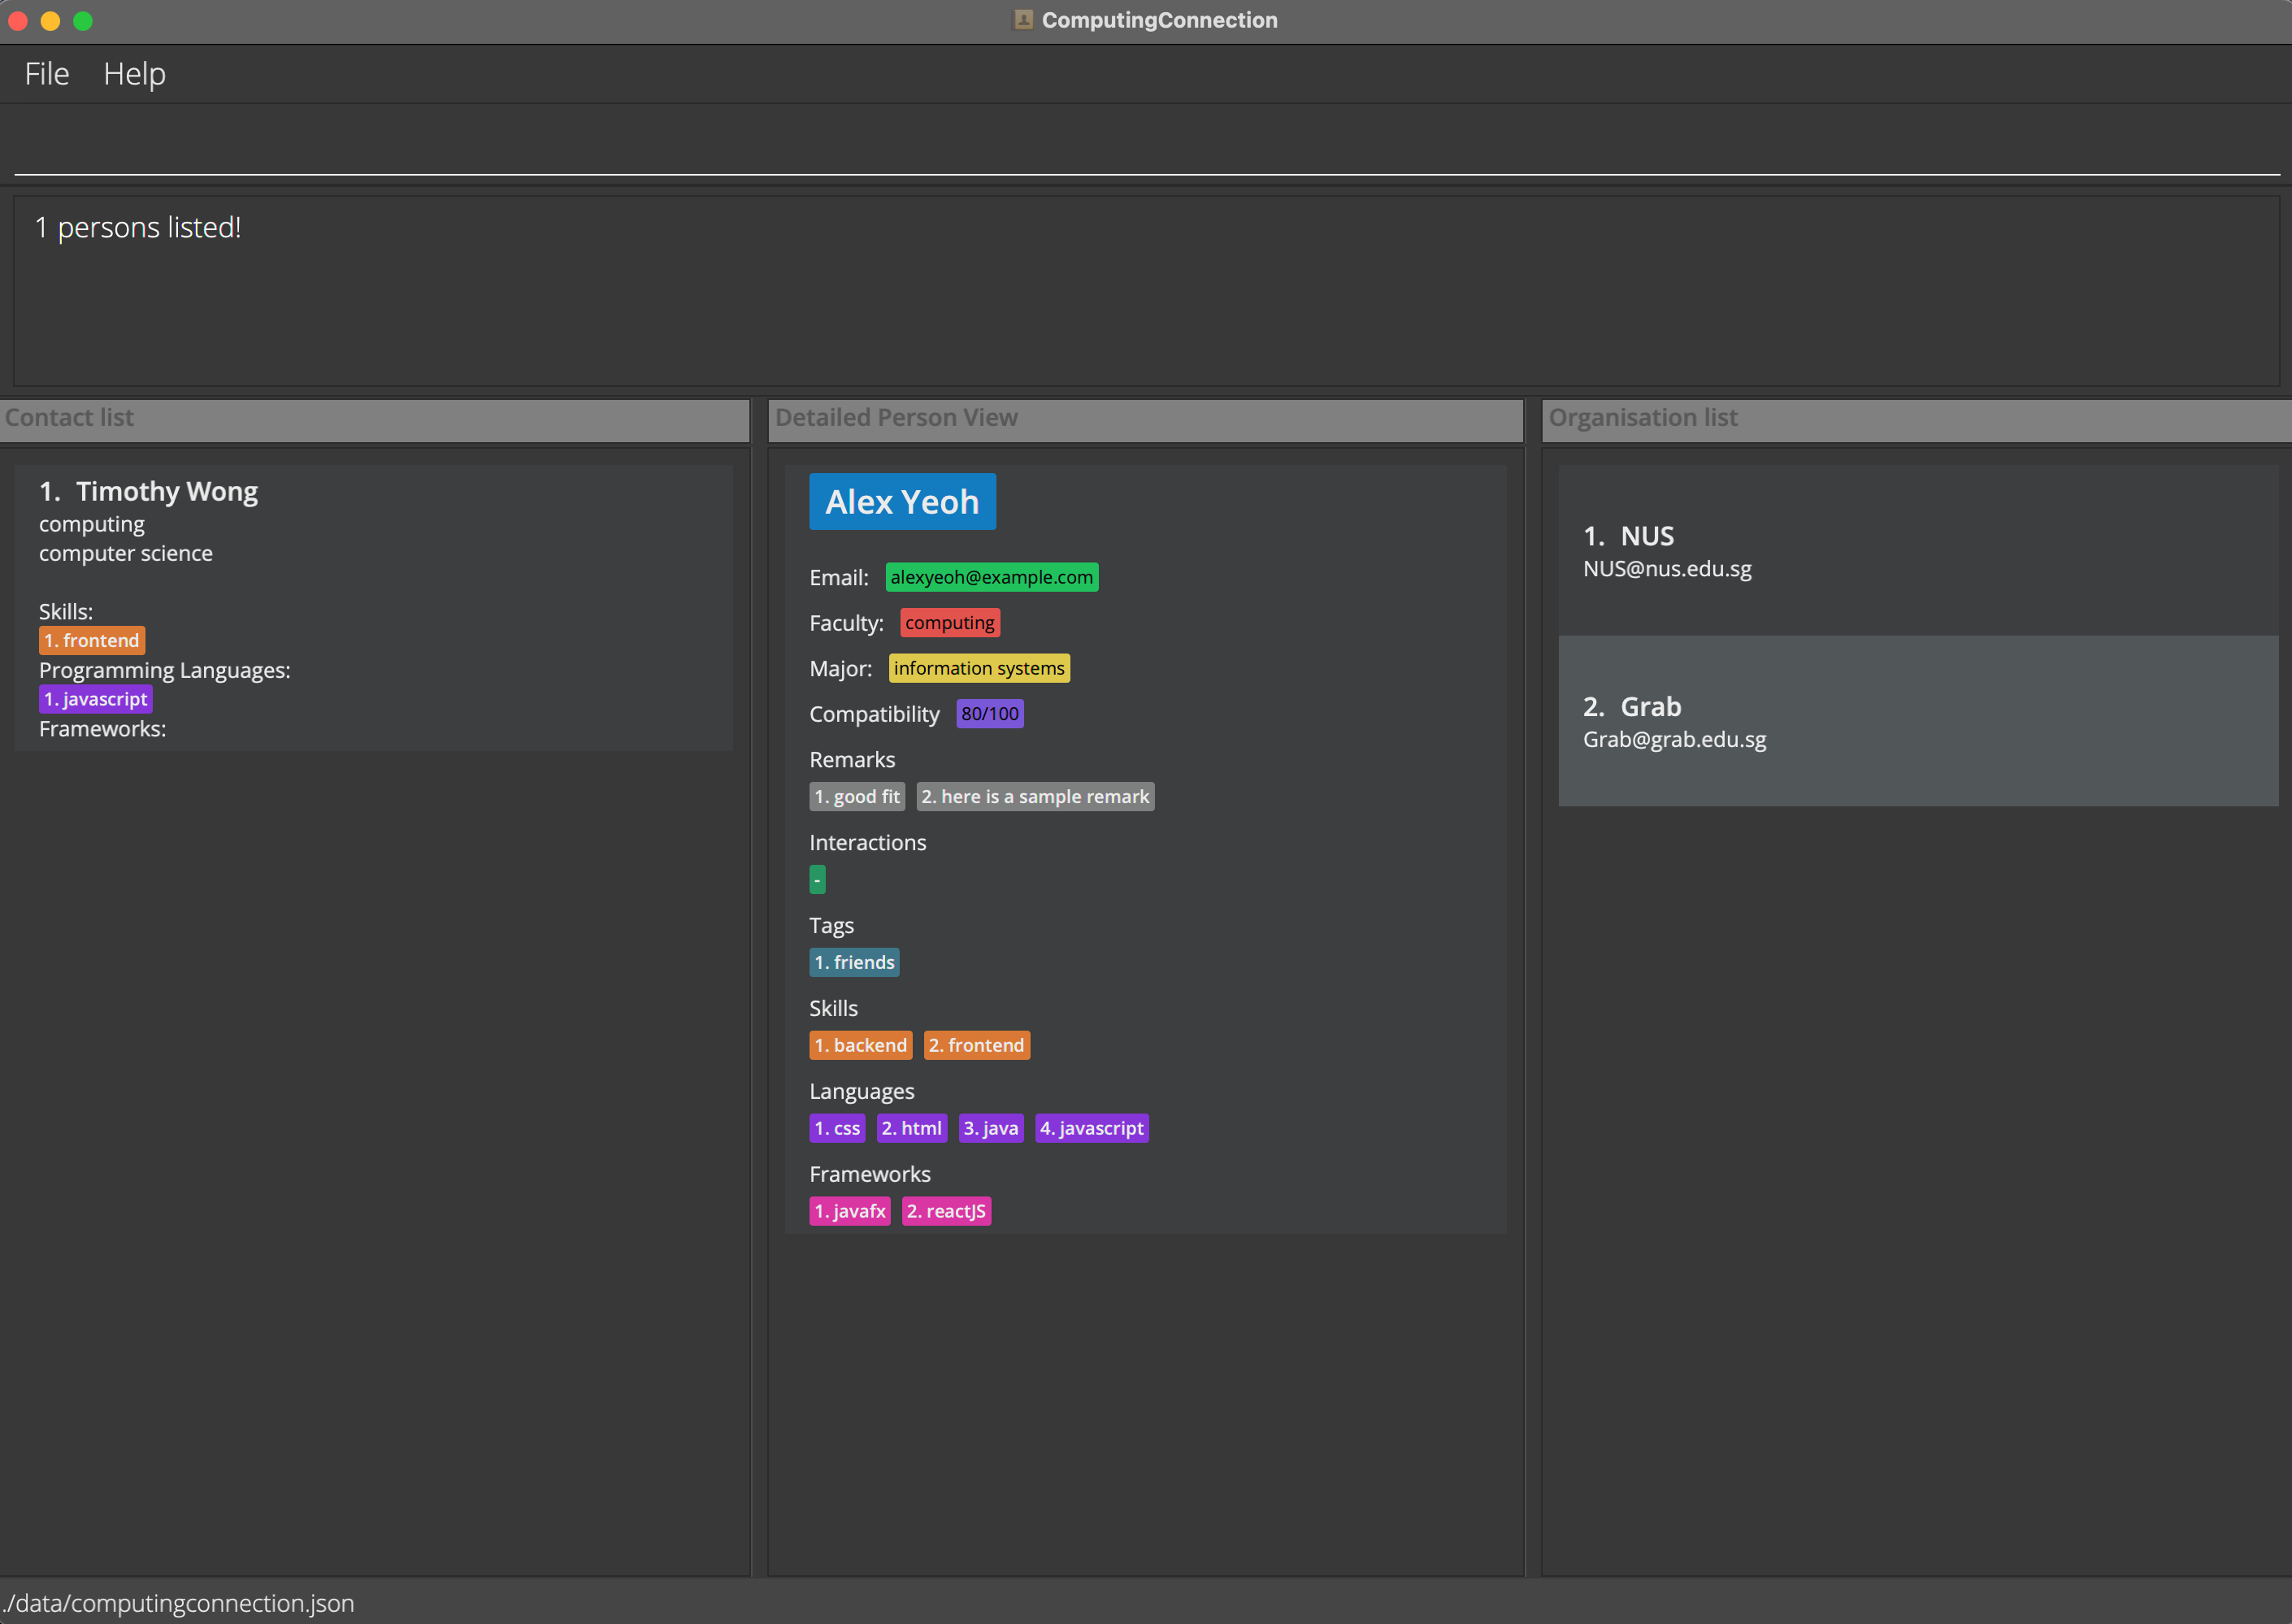 ComputingConnection
File Help
1 persons listed!
Contact list
1. Timothy Wong
computing
computer science
Skills:
1. frontend
Programming Languages:
1. javascript
Frameworks:
Detailed Person View
Alex Yeoh
Email: alexyeoh@example.com
Faculty: computing
Major: information systems
Compatibility 80/100
Remarks
1. good fit 2. here is a sample remark
Interactions
-
Tags
1. friends
Skills
1. backend 2. frontend
Languages
1. css 2. html 3. java 4. javascript
Frameworks
1. javafx 2. reactJS
Organisation list
1. NUS
NUS@nus.edu.sg
2. Grab
Grab@grab.edu.sg
./data/computingconnection.json